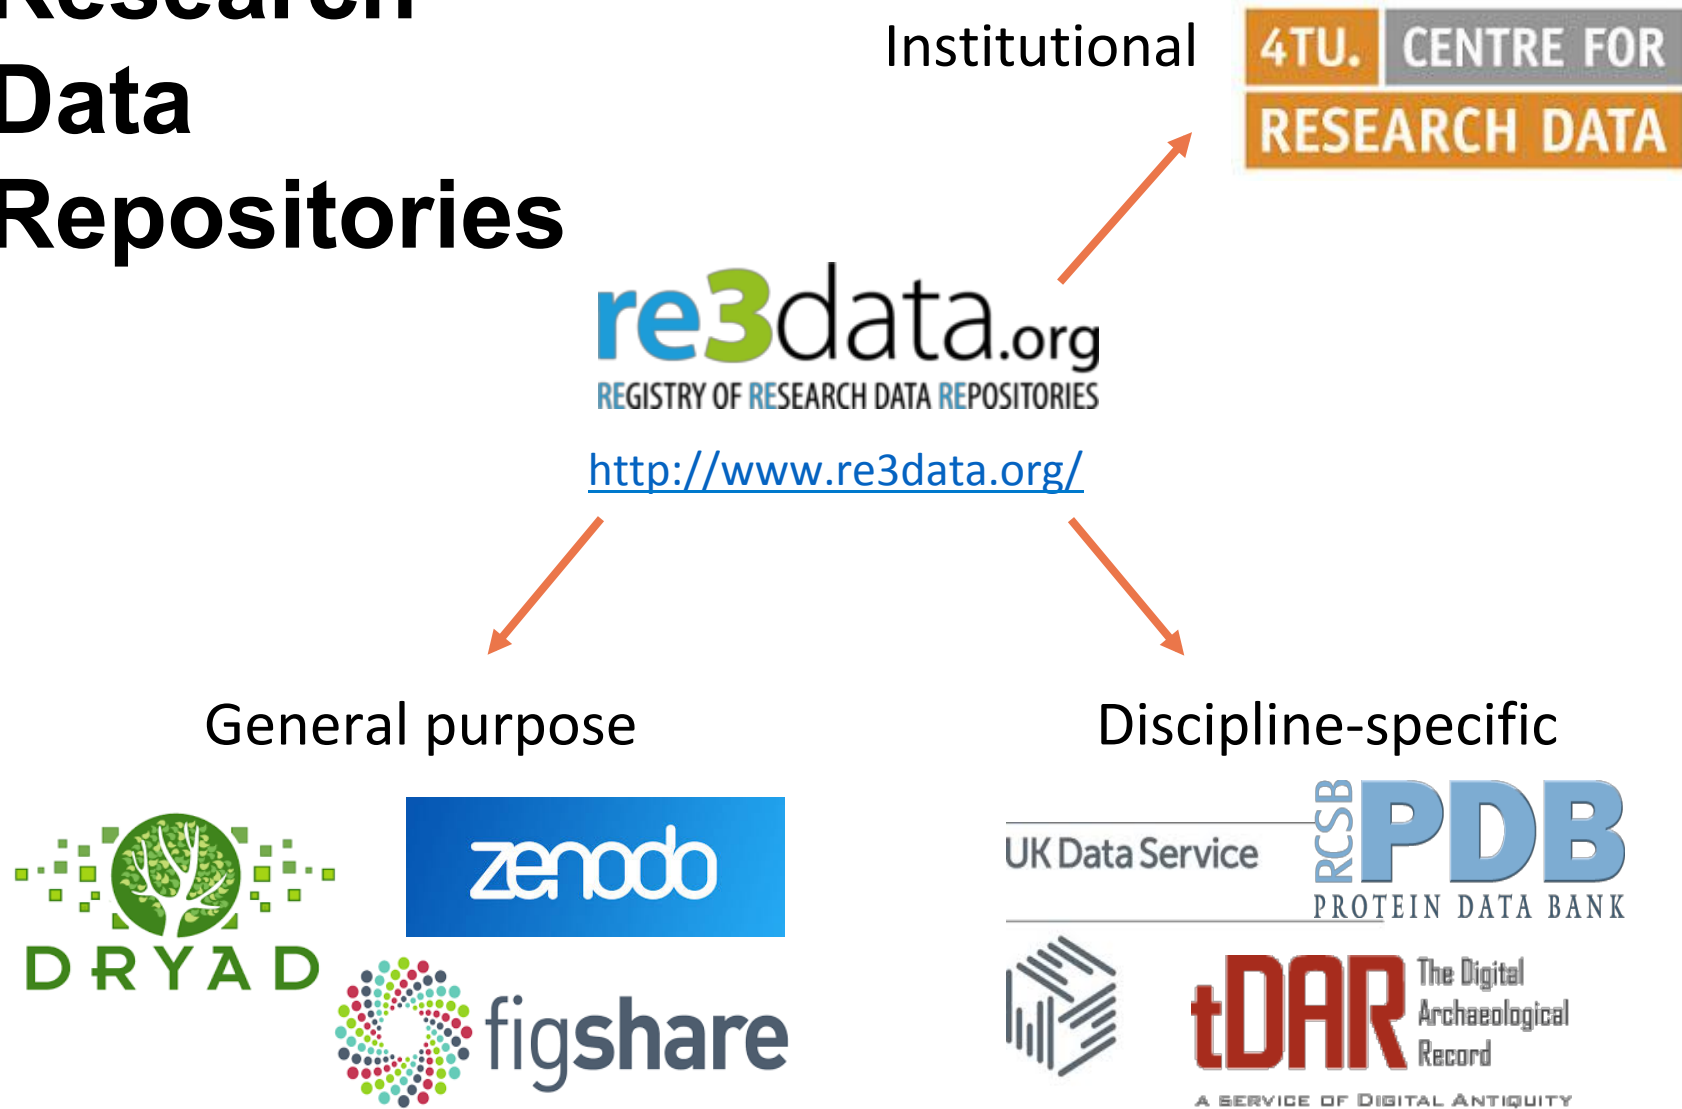 Research
Data
Repositories
Institutional
4TU. CENTRE FOR
RESEARCH DATA
re3data.org
REGISTRY OF RESEARCH DATA REPOSITORIES
http://www.re3data.org/
General purpose
DRYAD
zenodo
figshare
Discipline-specific
UK Data Service
RCSB
PDB
PROTEIN DATA BANK
tDAR
The Digital
Archaeological
Record
A SERVICE OF DIGITAL ANTIQUITY